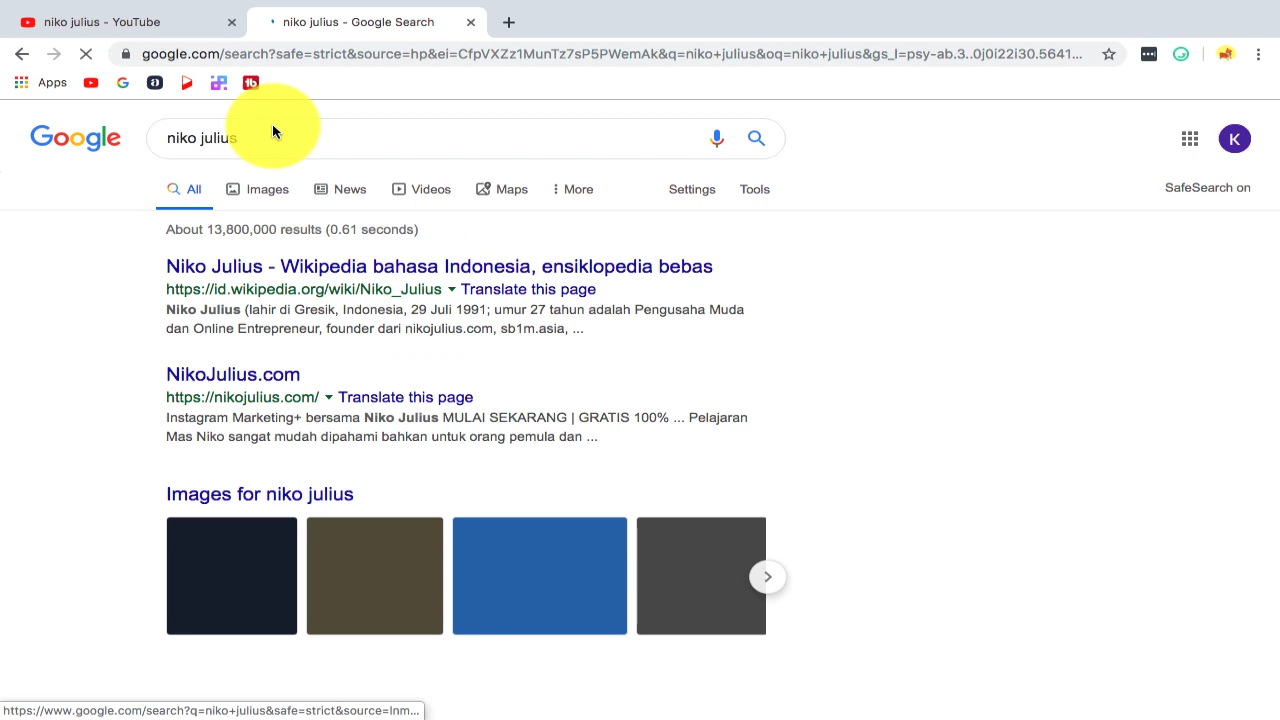 niko julius - YouTube
niko julius - Google Search
google.com/search?safe=strict&source=hp&ei=CfpVXZz1MunTz7sP5PWemAk&q=niko+julius&oq=niko+julius&gs_l=psy-ab.3..0j0i22i30.5641...
Apps
Google
niko julius
K
All
Images
News
Videos
Maps
More
Settings
Tools
SafeSearch on
About 13,800,000 results (0.61 seconds)
Niko Julius - Wikipedia bahasa Indonesia, ensiklopedia bebas
https://id.wikipedia.org/wiki/Niko_Julius Translate this page
Niko Julius (lahir di Gresik, Indonesia, 29 Juli 1991; umur 27 tahun adalah Pengusaha Muda
dan Online Entrepreneur, founder dari nikojulius.com, sb1m.asia, ...
NikoJulius.com
https://nikojulius.com/ Translate this page
Instagram Marketing+ bersama Niko Julius MULAI SEKARANG | GRATIS 100% ... Pelajaran
Mas Niko sangat mudah dipahami bahkan untuk orang pemula dan ...
Images for niko julius
https://www.google.com/search?q=niko+julius&safe=strict&source=lnm...